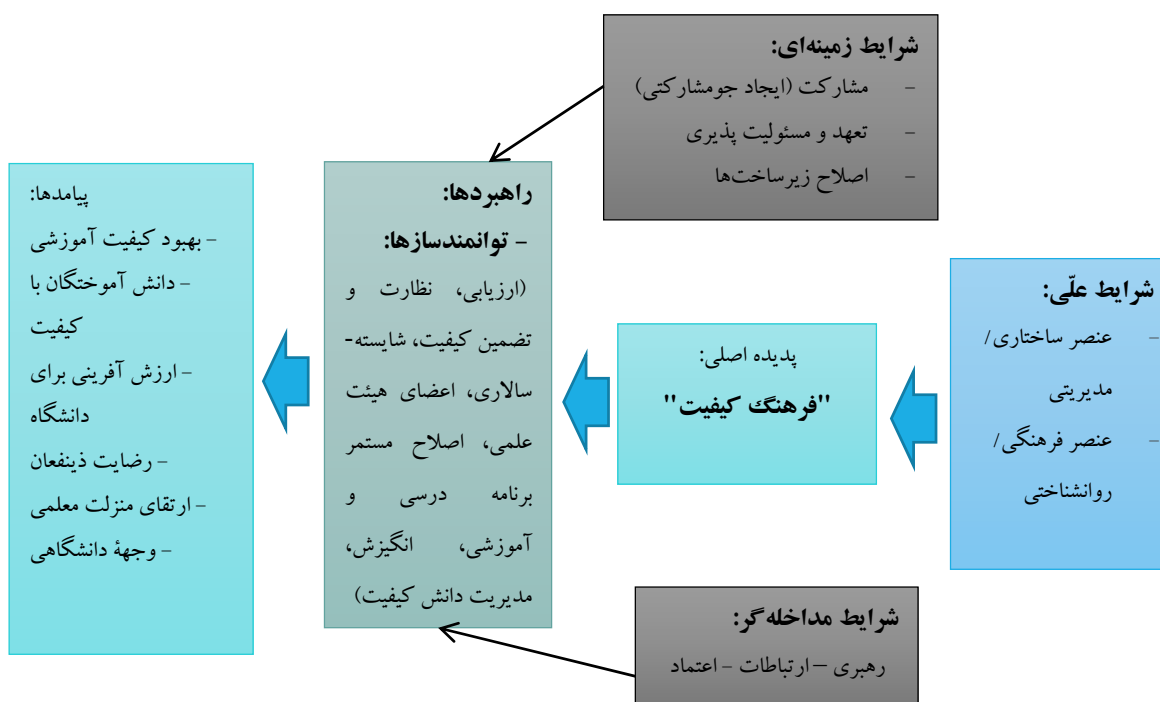 شرایط زمینه‌ای:
- مشارکت (ایجاد جومشارکتی)
- تعهد و مسئولیت پذیری
- اصلاح زیرساخت‌ها
شرایط علّی:
- عنصر ساختاری/
مدیریتی
- عنصر فرهنگی/
روانشناختی
پدیده اصلی:
"فرهنگ کیفیت"
راهبردها:
- توانمندسازها:
(ارزیابی، نظارت و
تضمین کیفیت، شایسته-
سالاری، اعضای هیئت
علمی، اصلاح مستمر
برنامه درسی و
آموزشی، انگیزش،
مدیریت دانش کیفیت)
شرایط مداخله‌گر:
رهبری – ارتباطات - اعتماد
پیامدها:
- بهبود کیفیت آموزشی
- دانش آموختگان با
کیفیت
- ارزش آفرینی برای
دانشگاه
- رضایت ذینفعان
- ارتقای منزلت معلمی
- وجههٔ دانشگاهی